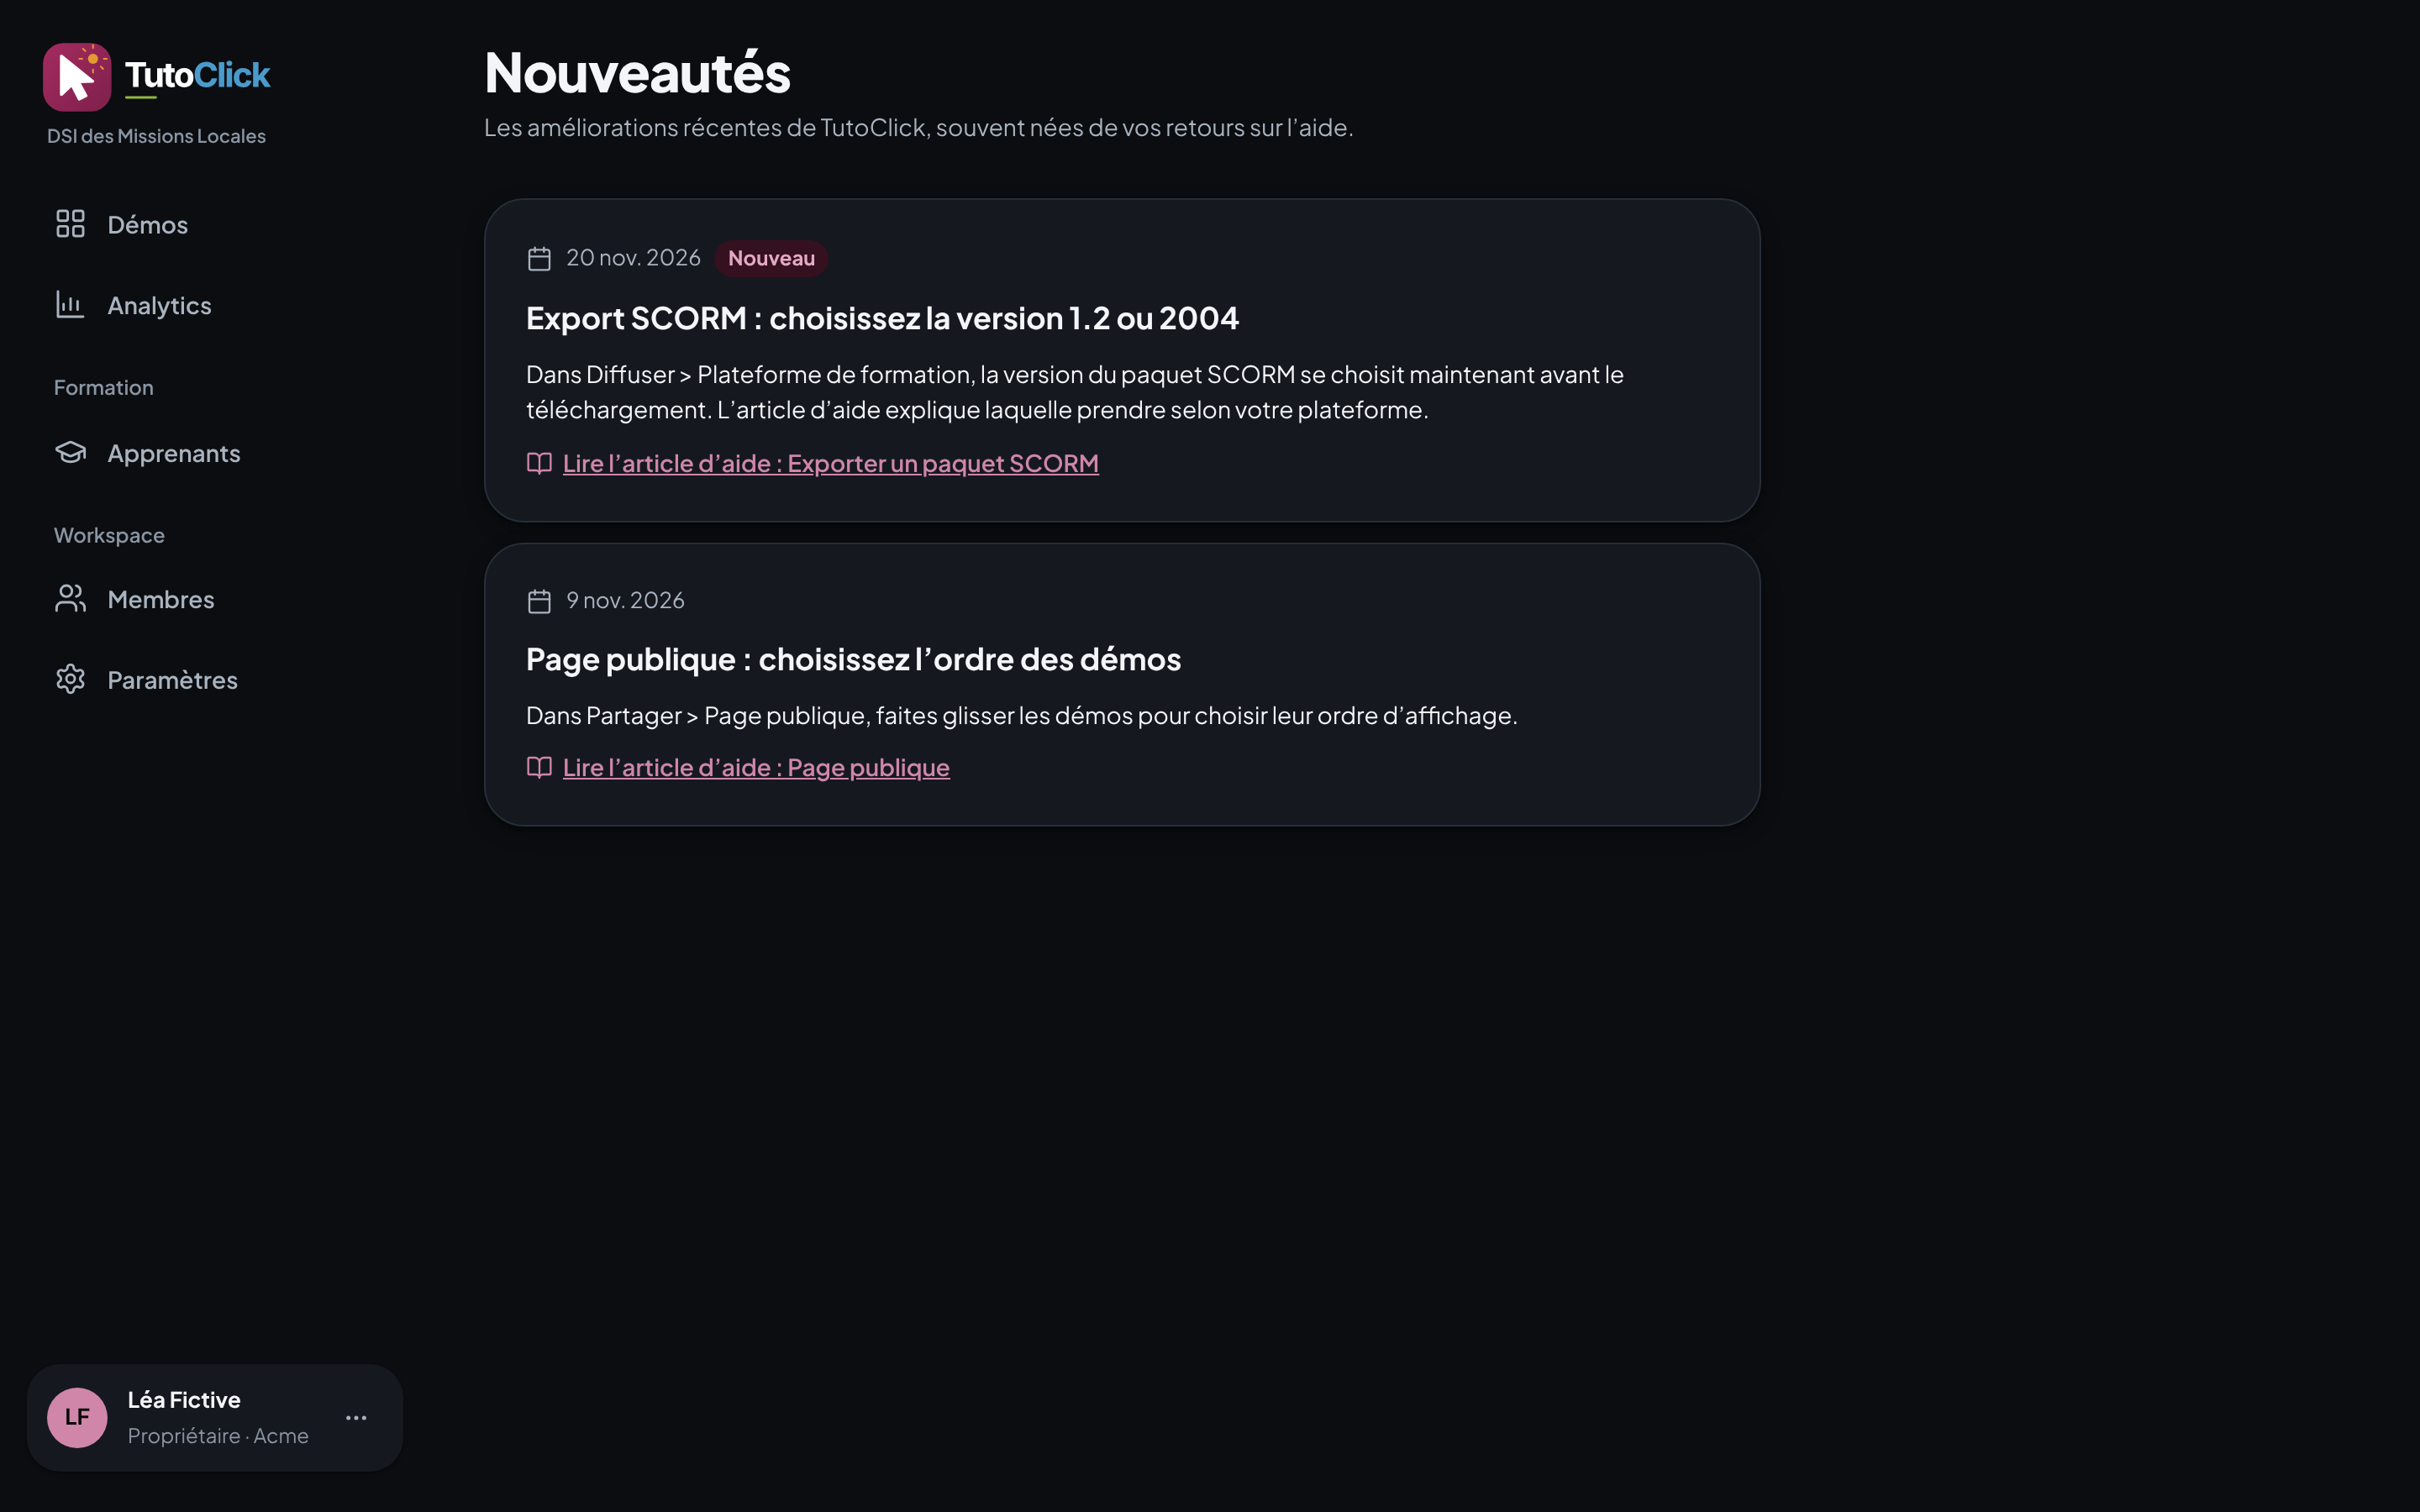 TutoClick
DSI des Missions Locales
Démos
Analytics
Formation
Apprenants
Workspace
Membres
Paramètres
LF
Léa Fictive
Propriétaire · Acme
Nouveautés
Les améliorations récentes de TutoClick, souvent nées de vos retours sur l’aide.
20 nov. 2026 Nouveau
Export SCORM : choisissez la version 1.2 ou 2004
Dans Diffuser > Plateforme de formation, la version du paquet SCORM se choisit maintenant avant le
téléchargement. L’article d’aide explique laquelle prendre selon votre plateforme.
Lire l’article d’aide : Exporter un paquet SCORM
9 nov. 2026
Page publique : choisissez l’ordre des démos
Dans Partager > Page publique, faites glisser les démos pour choisir leur ordre d’affichage.
Lire l’article d’aide : Page publique